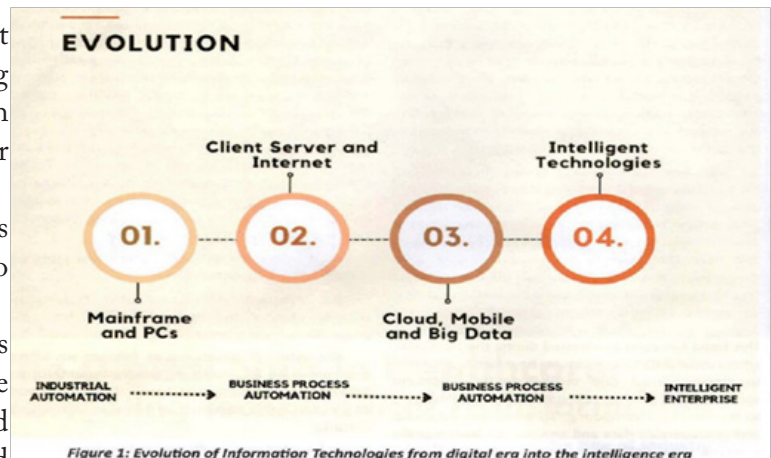 EVOLUTION
Client Server and
Internet
Intelligent
Technologies
01.
02.
03.
04.
Mainframe
and PCs
Cloud, Mobile
and Big Data
INDUSTRIAL
AUTOMATION
BUSINESS PROCESS
AUTOMATION
BUSINESS PROCESS
AUTOMATION
INTELLIGENT
ENTERPRISE
Figure 1: Evolution of Information Technologies from digital era into the intelligence era